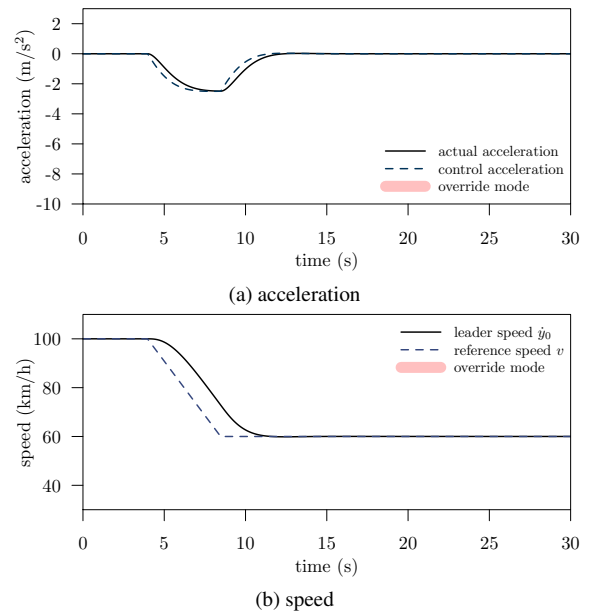 2
0
-2
-4
-6
-8
-10
acceleration (m/s²)
actual acceleration
control acceleration
override mode
0 5 10 15 20 25 30
time (s)
(a) acceleration
100
80
60
40
speed (km/h)
leader speed ẏ₀
reference speed v
override mode
0 5 10 15 20 25 30
time (s)
(b) speed